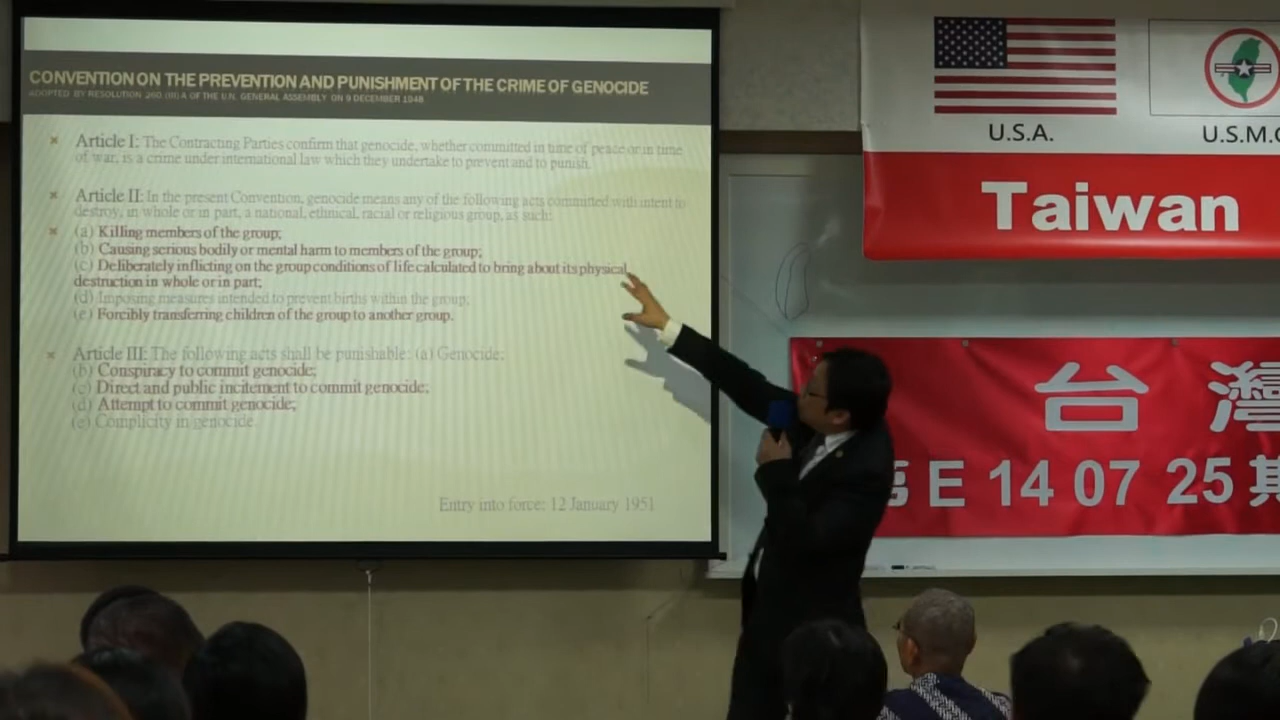 CONVENTION ON THE PREVENTION AND PUNISHMENT OF THE CRIME OF GENOCIDE
ADOPTED BY RESOLUTION 260 (III) A OF THE U.N. GENERAL ASSEMBLY ON 9 DECEMBER 1948
Article I: The Contracting Parties confirm that genocide, whether committed in time of peace or in time
of war, is a crime under international law which they undertake to prevent and to punish.
Article II: In the present Convention, genocide means any of the following acts committed with intent to
destroy, in whole or in part, a national, ethnical, racial or religious group, as such:
(a) Killing members of the group;
(b) Causing serious bodily or mental harm to members of the group;
(c) Deliberately inflicting on the group conditions of life calculated to bring about its physical
destruction in whole or in part;
(d) Imposing measures intended to prevent births within the group;
(e) Forcibly transferring children of the group to another group.
Article III: The following acts shall be punishable: (a) Genocide;
(b) Conspiracy to commit genocide;
(c) Direct and public incitement to commit genocide;
(d) Attempt to commit genocide;
(e) Complicity in genocide.
Entry into force: 12 January 1951
U.S.A.
U.S.M.
Taiwan
台灣
E 14 07 25 期